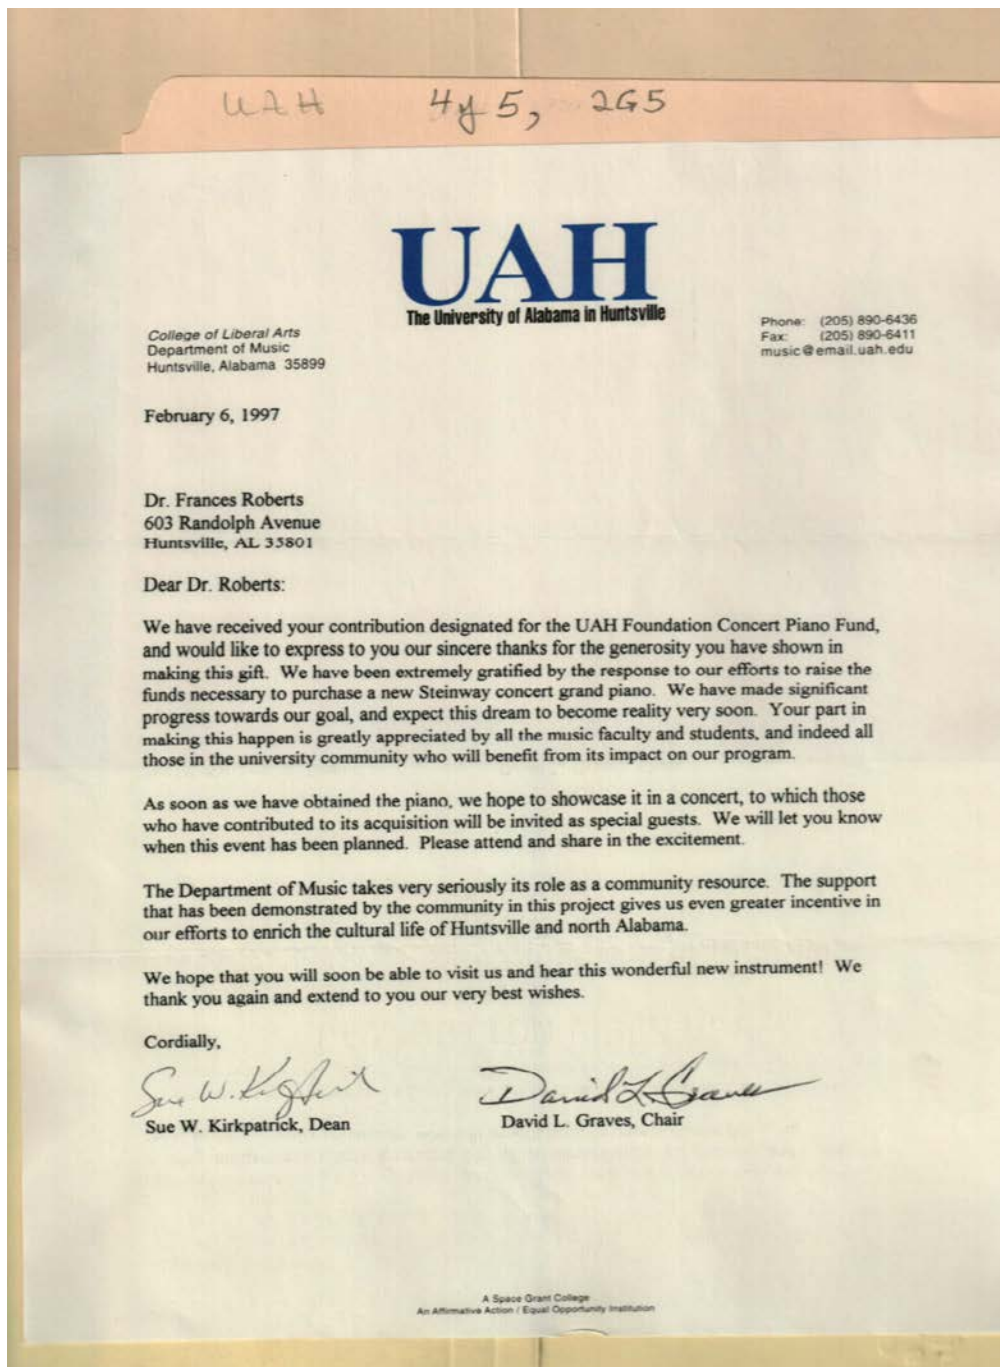 UAH 4y5, 2G5
UAH
The University of Alabama in Huntsville
College of Liberal Arts
Department of Music
Huntsville, Alabama 35899
Phone: (205) 890-6436
Fax: (205) 890-6411
music@email.uah.edu
February 6, 1997
Dr. Frances Roberts
603 Randolph Avenue
Huntsville, AL 35801
Dear Dr. Roberts:
We have received your contribution designated for the UAH Foundation Concert Piano Fund,
and would like to express to you our sincere thanks for the generosity you have shown in
making this gift. We have been extremely gratified by the response to our efforts to raise the
funds necessary to purchase a new Steinway concert grand piano. We have made significant
progress towards our goal, and expect this dream to become reality very soon. Your part in
making this happen is greatly appreciated by all the music faculty and students, and indeed all
those in the university community who will benefit from its impact on our program.
As soon as we have obtained the piano, we hope to showcase it in a concert, to which those
who have contributed to its acquisition will be invited as special guests. We will let you know
when this event has been planned. Please attend and share in the excitement.
The Department of Music takes very seriously its role as a community resource. The support
that has been demonstrated by the community in this project gives us even greater incentive in
our efforts to enrich the cultural life of Huntsville and north Alabama.
We hope that you will soon be able to visit us and hear this wonderful new instrument! We
thank you again and extend to you our very best wishes.
Cordially,
Sue W. Kirkpatrick David L. Graves
Sue W. Kirkpatrick, Dean David L. Graves, Chair
A Space Grant College
An Affirmative Action / Equal Opportunity Institution